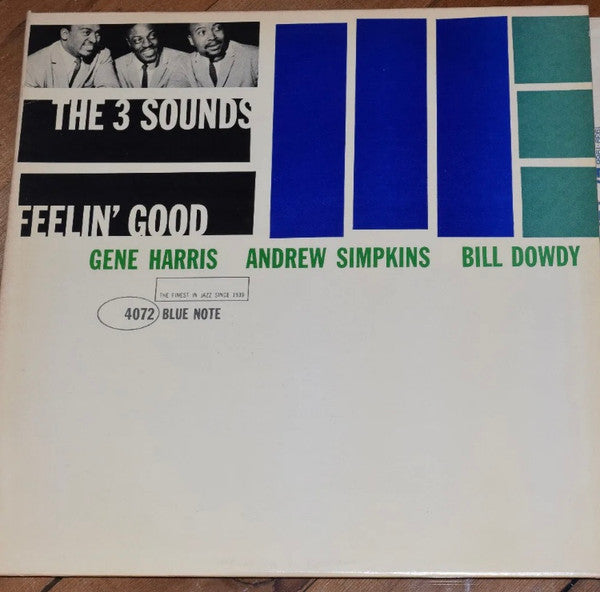 THE 3 SOUNDS
FEELIN' GOOD
GENE HARRIS ANDREW SIMPKINS BILL DOWDY
THE FINEST IN JAZZ SINCE 1939
4072 BLUE NOTE